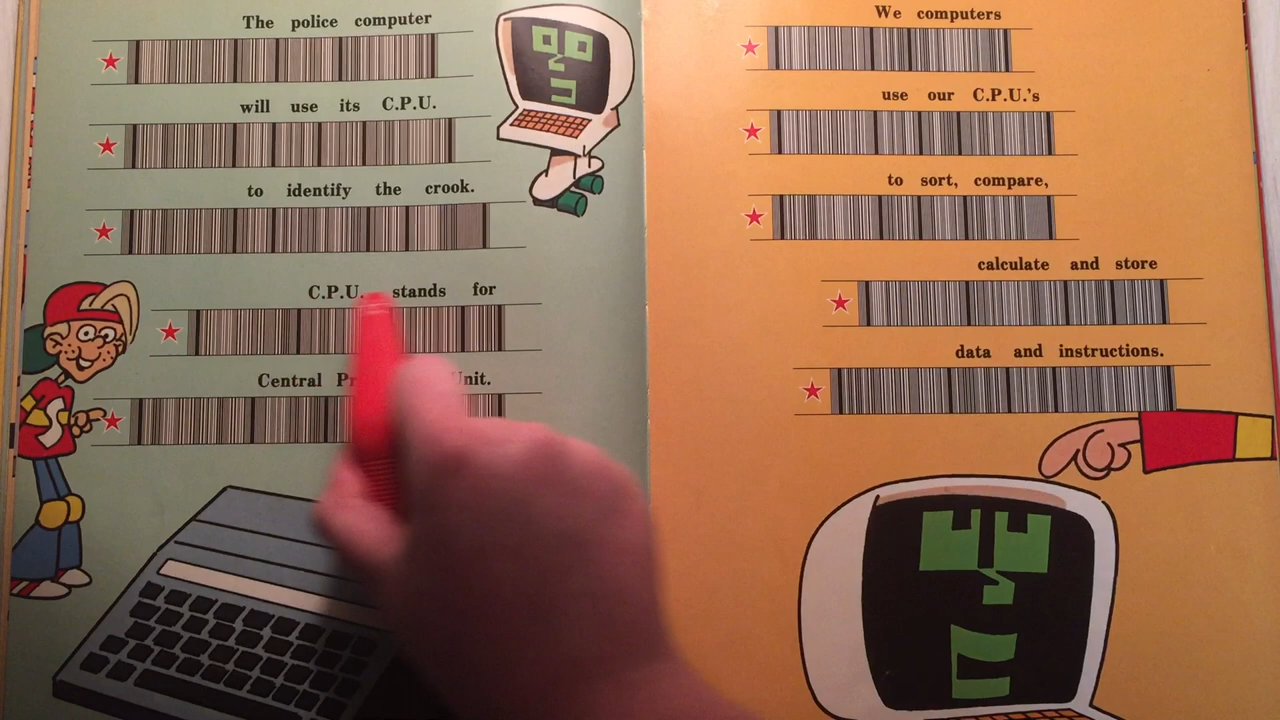 The police computer
will use its C.P.U.
to identify the crook.
C.P.U. stands for
Central Unit.
We computers
use our C.P.U.'s
to sort, compare,
calculate and store
data and instructions.